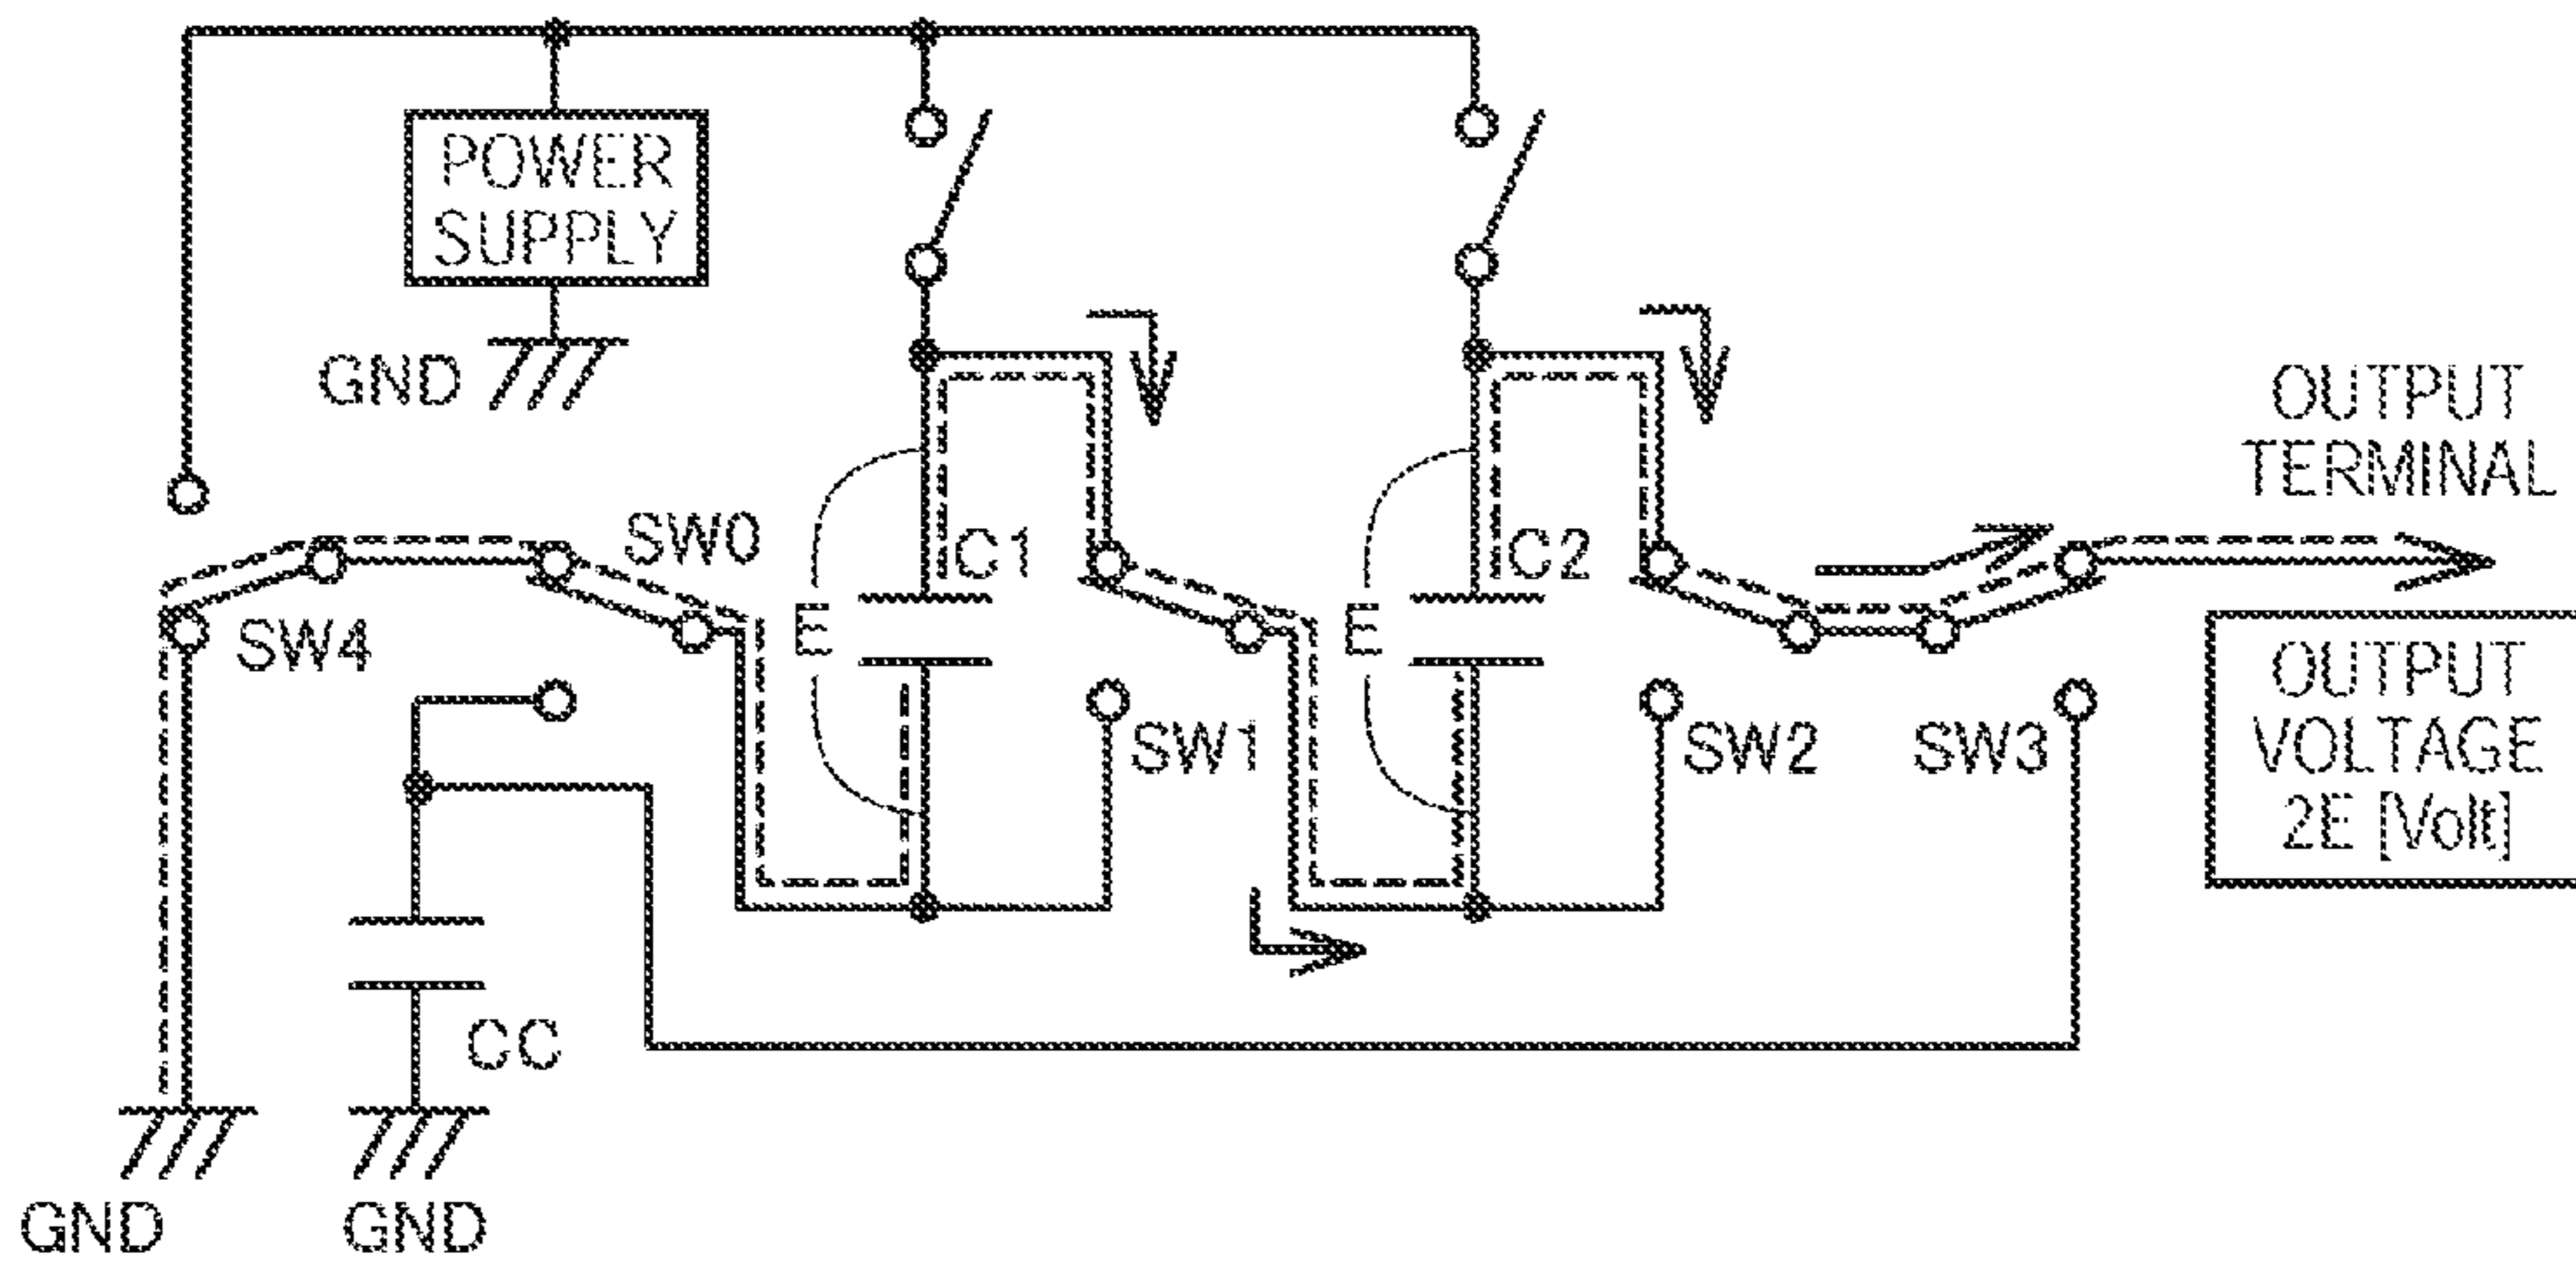 POWER
SUPPLY
GND
OUTPUT
TERMINAL
SW0
C1
C2
SW4
E
E
OUTPUT
VOLTAGE
2E [Volt]
SW1
SW2
SW3
CC
GND
GND